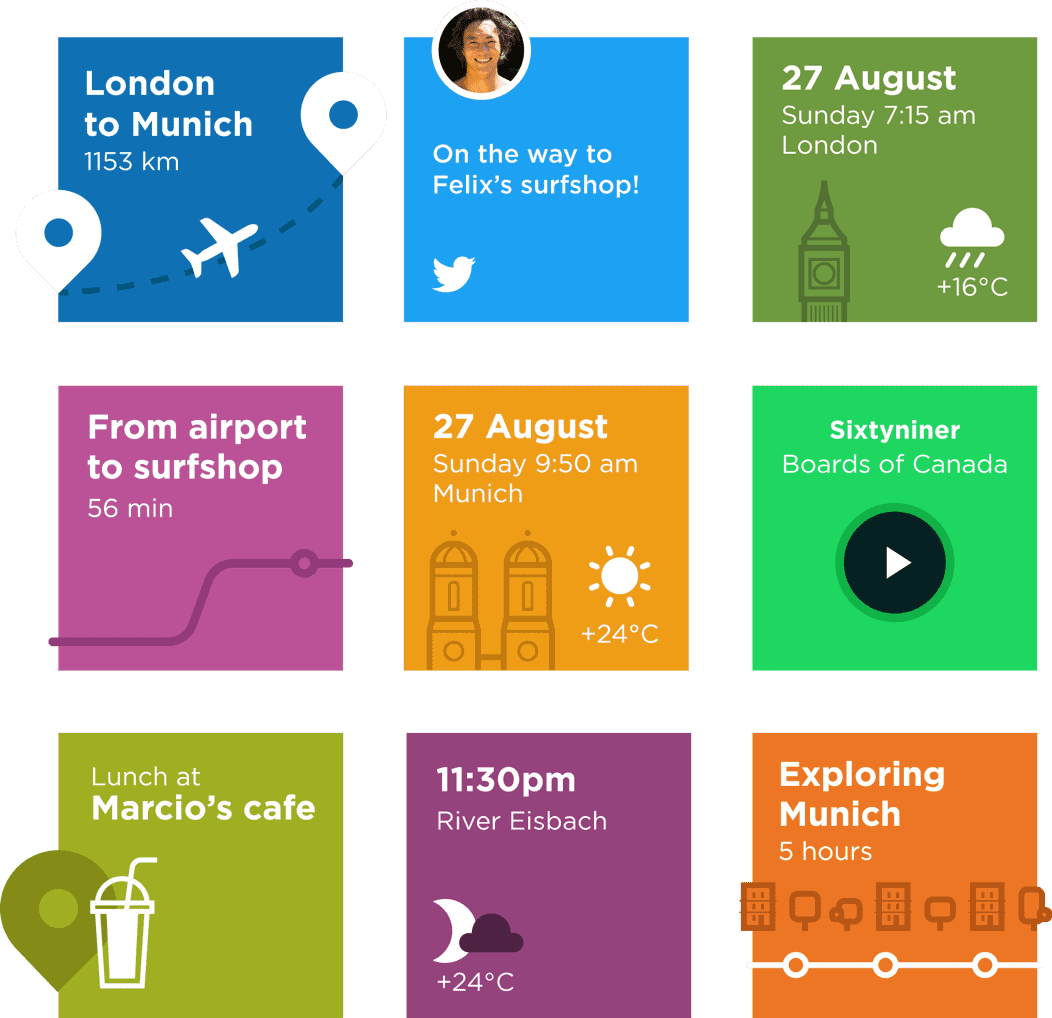 London
to Munich
1153 km
On the way to
Felix’s surfshop!
27 August
Sunday 7:15 am
London
+16°C
From airport
to surfshop
56 min
27 August
Sunday 9:50 am
Munich
+24°C
Sixtyniner
Boards of Canada
Lunch at
Marcio’s cafe
11:30pm
River Eisbach
+24°C
Exploring
Munich
5 hours